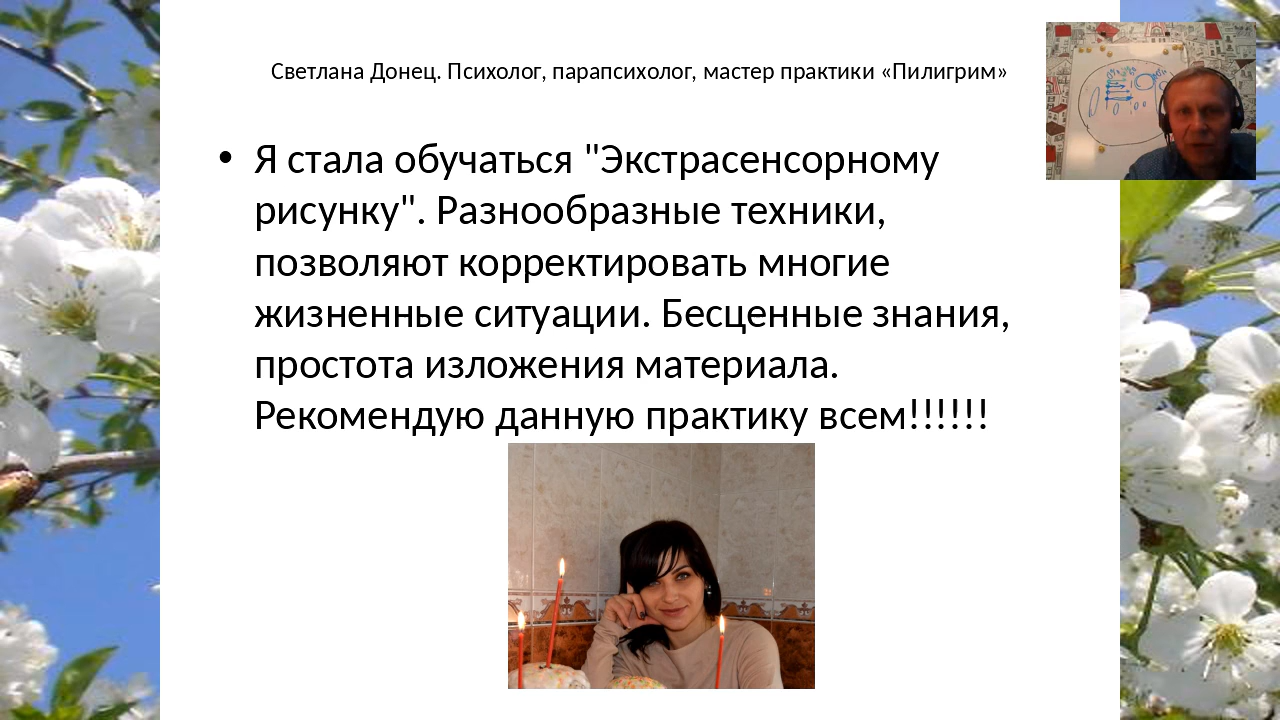 Светлана Донец. Психолог, парапсихолог, мастер практики «Пилигрим»
• Я стала обучаться "Экстрасенсорному
рисунку". Разнообразные техники,
позволяют корректировать многие
жизненные ситуации. Бесценные знания,
простота изложения материала.
Рекомендую данную практику всем!!!!!!